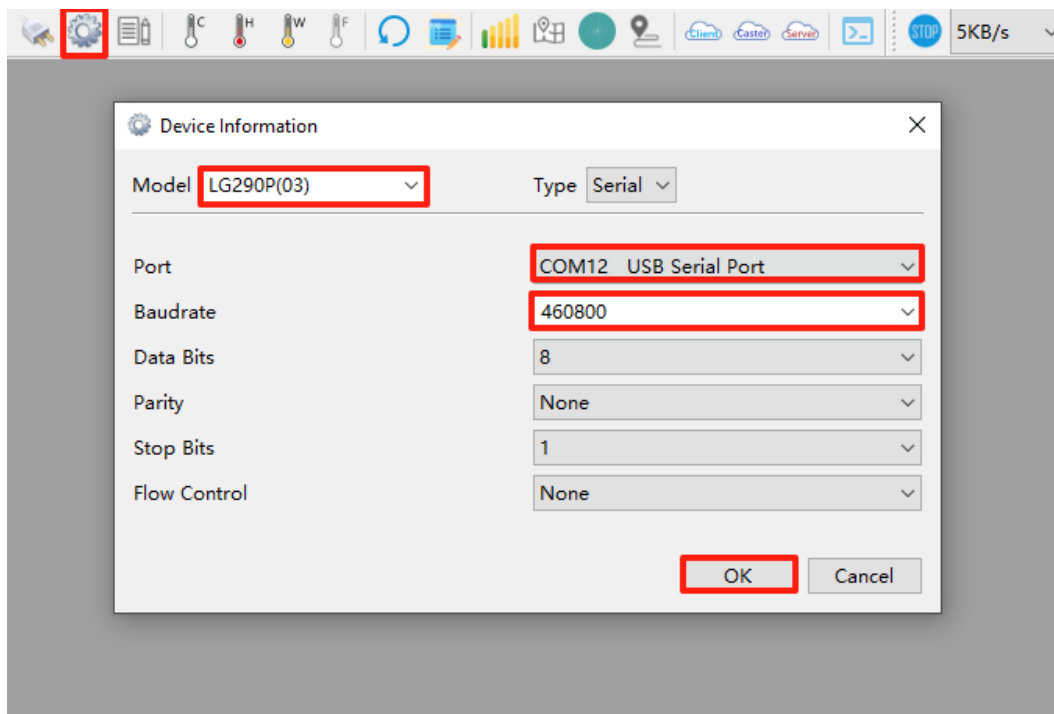 C H W F Client Caster Server >_ STOP 5KB/s
Device Information
Model LG290P(03) Type Serial
Port COM12 USB Serial Port
Baudrate 460800
Data Bits 8
Parity None
Stop Bits 1
Flow Control None
OK Cancel